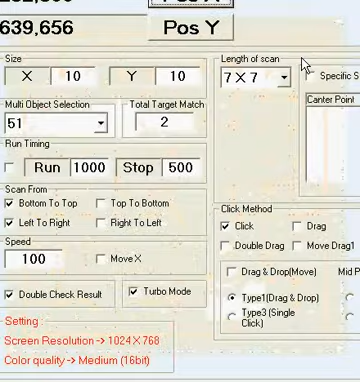 639,656 Pos Y
Size
X 10 Y 10
Length of scan
7 X 7
Specific S
Multi Object Selection
51
Total Target Match
2
Canter Point
Run Timing
Run 1000 Stop 500
Scan From
Bottom To Top Top To Bottom
Left To Right Right To Left
Speed
100 Move X
Double Check Result Turbo Mode
Click Method
Click Drag
Double Drag Move Drag1
Drag & Drop(Move) Mid P
Type1(Drag & Drop)
Type3 (Single
Click)
Setting :
Screen Resolution -> 1024 X 768
Color quality -> Medium (16bit)